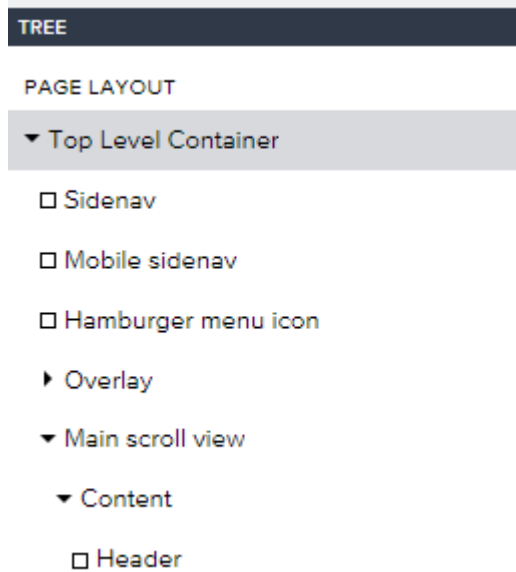 TREE
PAGE LAYOUT
Top Level Container
Sidenav
Mobile sidenav
Hamburger menu icon
Overlay
Main scroll view
Content
Header